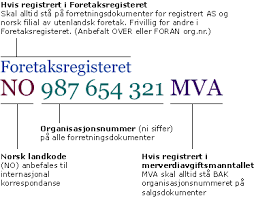 Hvis registrert i Foretaksregisteret
Skal alltid stå på forretningsdokumenter for registrert AS og
norsk filial av utenlandsk foretak. Frivillig for andre i
Foretaksregisteret. (Anbefalt OVER eller FORAN org.nr.)
Foretaksregisteret
NO 987 654 321 MVA
Organisasjonsnummer (ni siffer)
på alle forretningsdokumenter
Norsk landkode
(NO) anbefales til
internasjonal
korrespondanse
Hvis registrert i
merverdiavgiftsmanntallet
MVA skal alltid stå BAK
organisasjonsnummeret på
salgsdokumenter